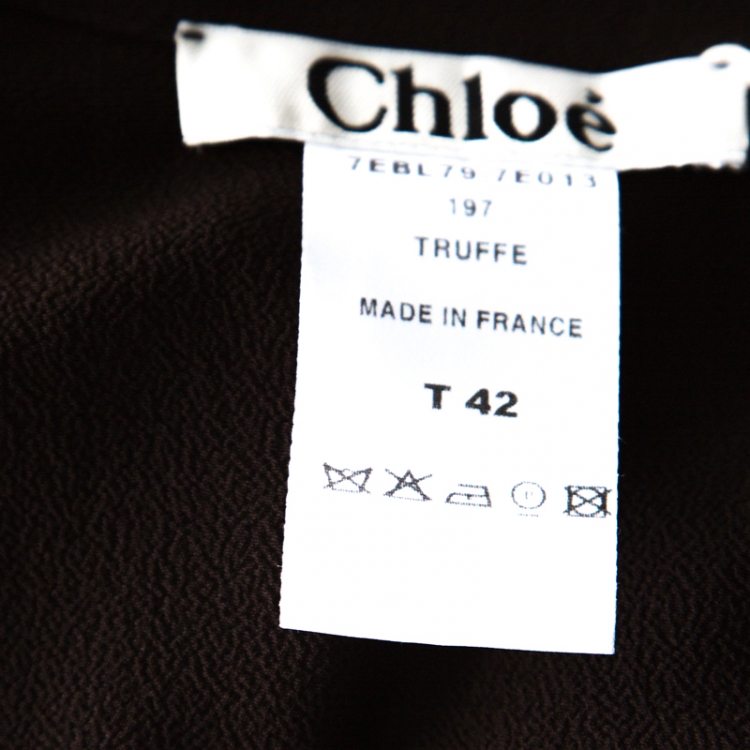 Chloé
7EBL79 7E013
197
TRUFFE
MADE IN FRANCE
T 42
P